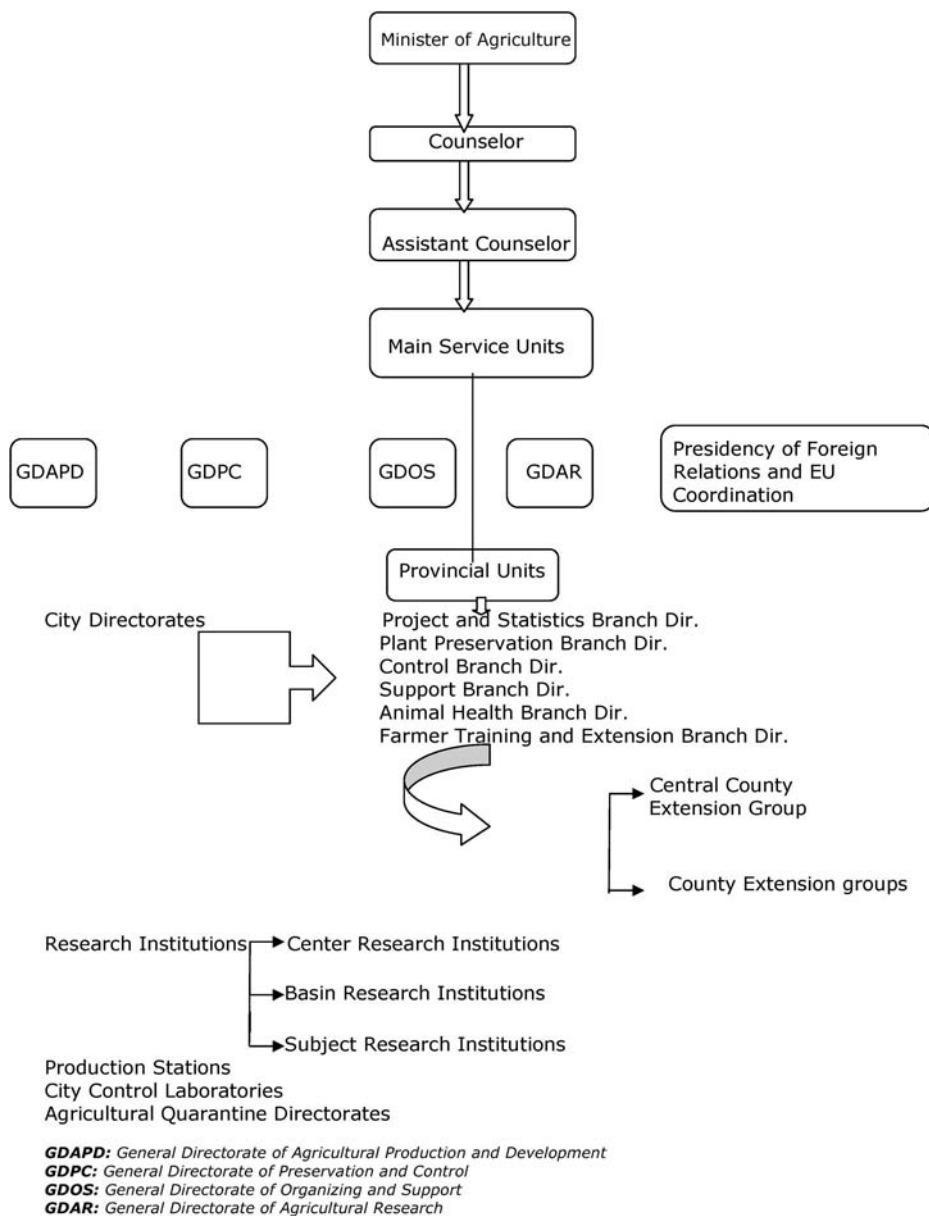 Minister of Agriculture
Counselor
Assistant Counselor
Main Service Units
GDAPD
GDPC
GDOS
GDAR
Presidency of Foreign
Relations and EU
Coordination
Provincial Units
City Directorates
Project and Statistics Branch Dir.
Plant Preservation Branch Dir.
Control Branch Dir.
Support Branch Dir.
Animal Health Branch Dir.
Farmer Training and Extension Branch Dir.
Central County
Extension Group
County Extension groups
Research Institutions
Center Research Institutions
Basin Research Institutions
Subject Research Institutions
Production Stations
City Control Laboratories
Agricultural Quarantine Directorates
GDAPD: General Directorate of Agricultural Production and Development
GDPC: General Directorate of Preservation and Control
GDOS: General Directorate of Organizing and Support
GDAR: General Directorate of Agricultural Research